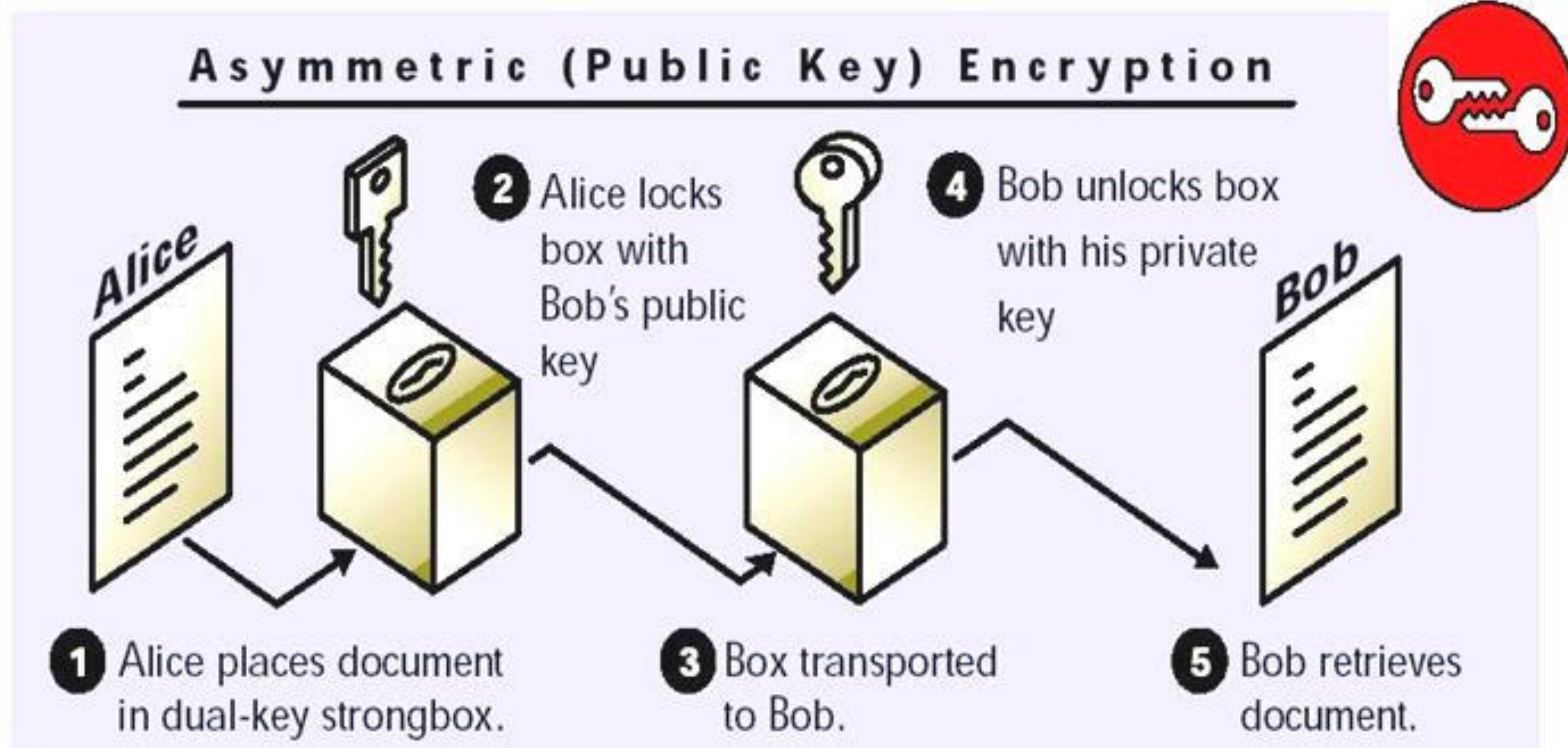 Asymmetric (Public Key) Encryption
Alice
2 Alice locks
box with
Bob's public
key
4 Bob unlocks box
with his private
key
Bob
1 Alice places document
in dual-key strongbox.
3 Box transported
to Bob.
5 Bob retrieves
document.